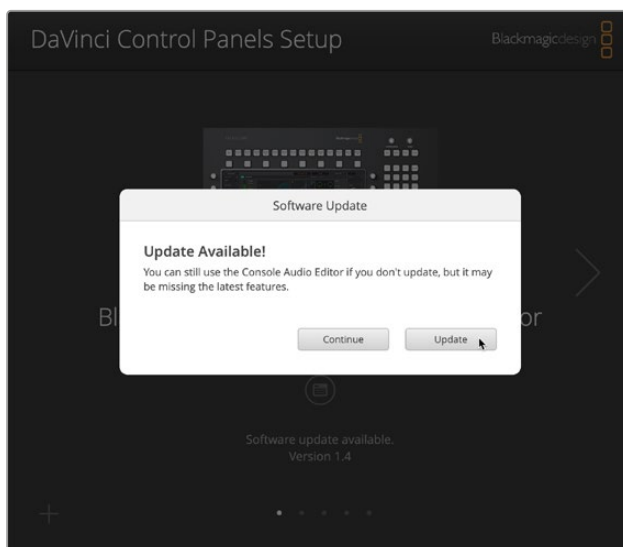 DaVinci Control Panels Setup
Blackmagicdesign
Software Update
Update Available!
You can still use the Console Audio Editor if you don't update, but it may
be missing the latest features.
Continue
Update
Software update available.
Version 1.4